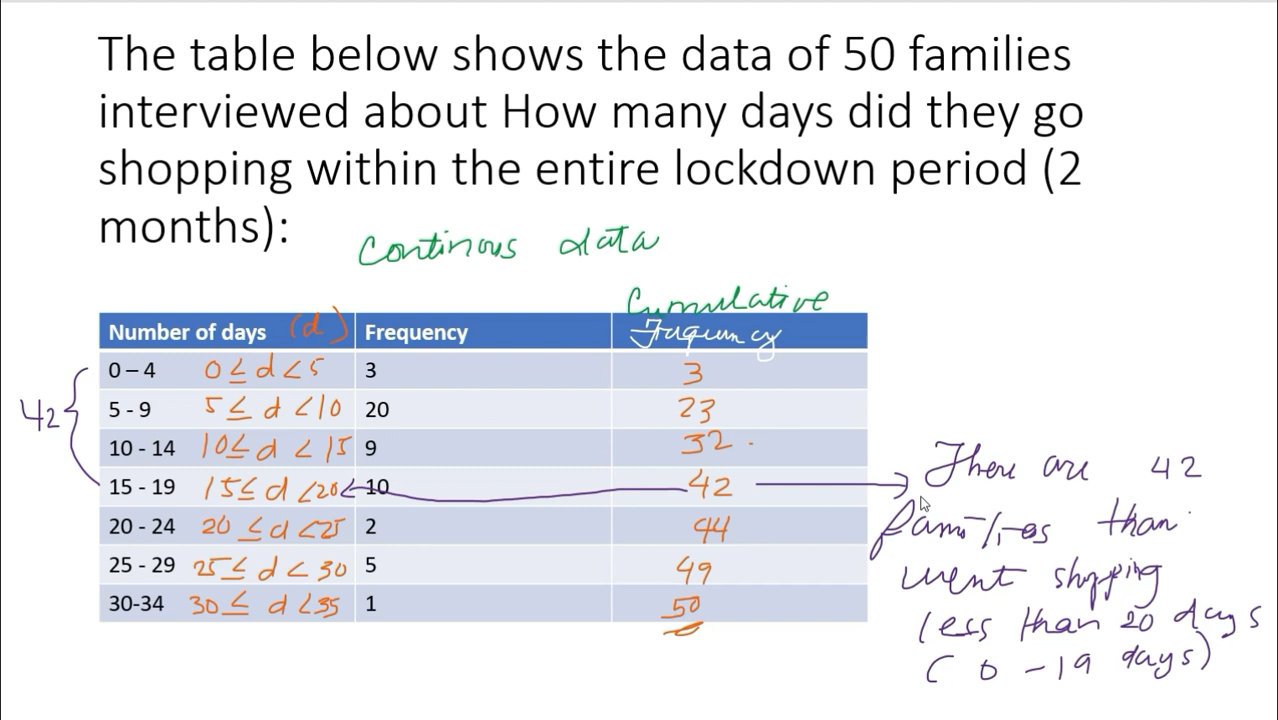 The table below shows the data of 50 families
interviewed about How many days did they go
shopping within the entire lockdown period (2
months):
Continous data
Cumulative
Number of days (d) Frequency Frequency
0 – 4 0 ≤ d < 5 3 3
5 - 9 5 ≤ d < 10 20 23
10 - 14 10 ≤ d < 15 9 32
15 - 19 15 ≤ d < 20 10 42
20 - 24 20 ≤ d < 25 2 44
25 - 29 25 ≤ d < 30 5 49
30-34 30 ≤ d < 35 1 50
42
There are 42
families than
went shopping
less than 20 days
( 0 - 19 days)